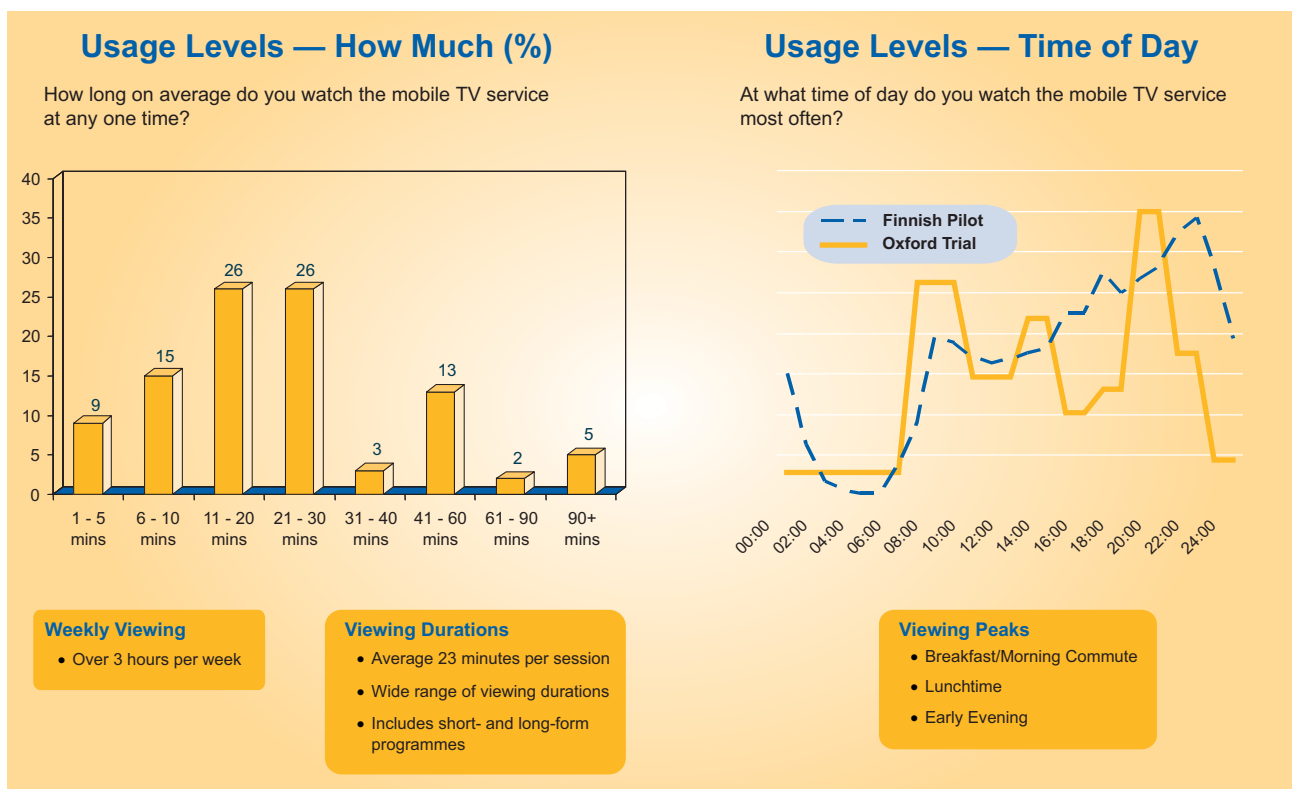 Usage Levels — How Much (%)
How long on average do you watch the mobile TV service
at any one time?
40
35
30
25
20
15
10
5
0
9
15
26
26
3
13
2
5
1 - 5
mins
6 - 10
mins
11 - 20
mins
21 - 30
mins
31 - 40
mins
41 - 60
mins
61 - 90
mins
90+
mins
Weekly Viewing
• Over 3 hours per week
Viewing Durations
• Average 23 minutes per session
• Wide range of viewing durations
• Includes short- and long-form
programmes
Usage Levels — Time of Day
At what time of day do you watch the mobile TV service
most often?
Finnish Pilot
Oxford Trial
00:00
02:00
04:00
06:00
08:00
10:00
12:00
14:00
16:00
18:00
20:00
22:00
24:00
Viewing Peaks
• Breakfast/Morning Commute
• Lunchtime
• Early Evening